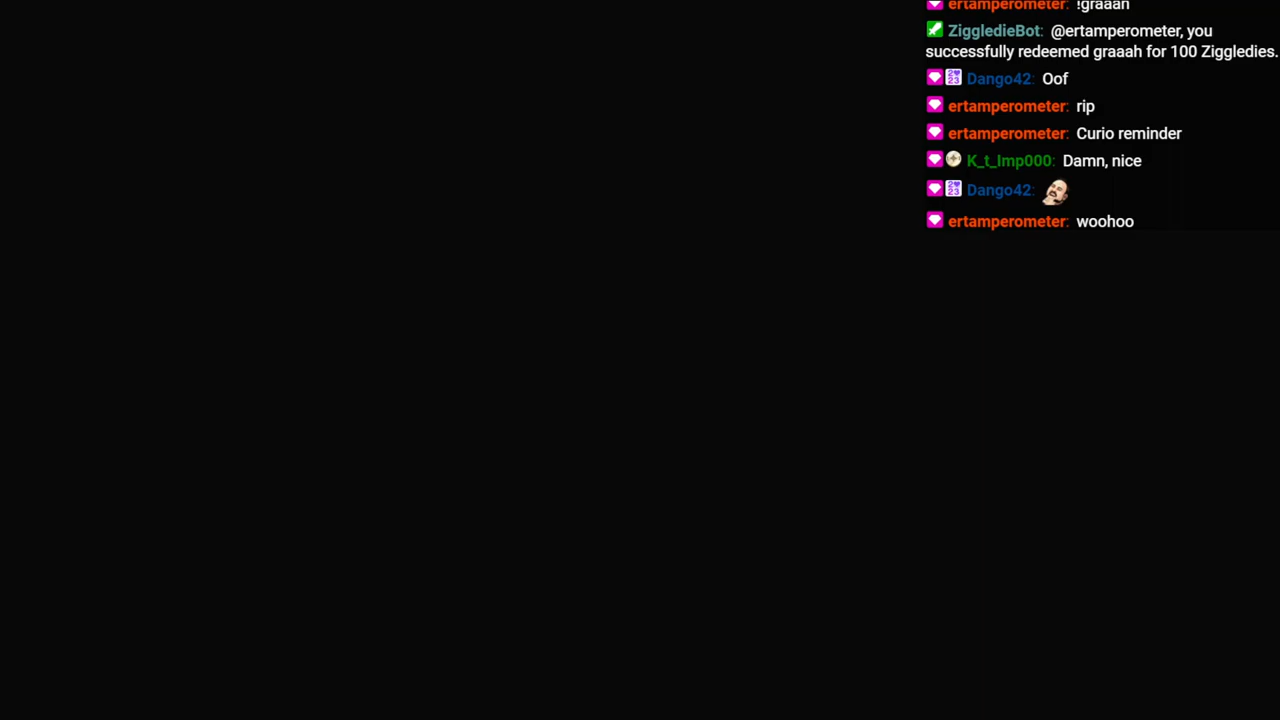 ertamperometer: !graaah
ZiggledieBot: @ertamperometer, you
successfully redeemed graaah for 100 Ziggledies.
Dango42: Oof
ertamperometer: rip
ertamperometer: Curio reminder
K_t_Imp000: Damn, nice
Dango42:
ertamperometer: woohoo